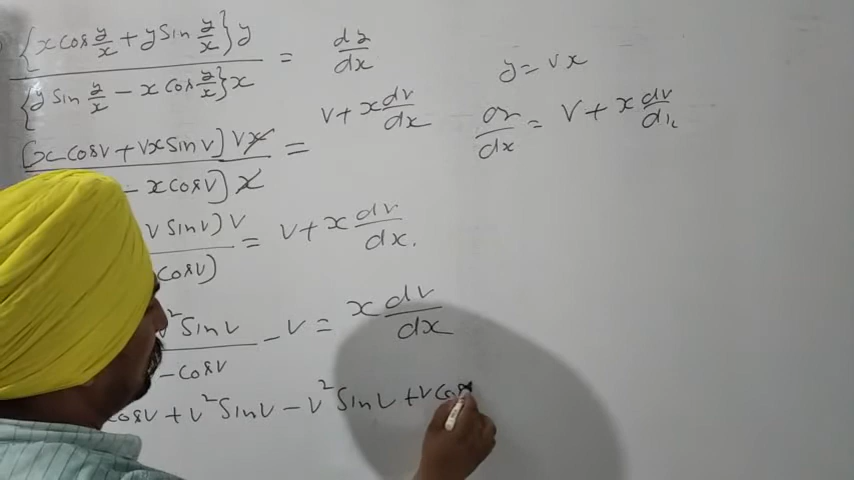 {x cos y/x + y sin y/x} y / {y sin y/x - x cos y/x} x = dy/dx
y = vx
(x cos v + vx sin v) vx / - x cos v) x = v + x dv/dx
dy/dx = v + x dv/dx
v sin v) v / cos v) = v + x dv/dx.
v² sin v / - cos v - v = x dv/dx
cos v + v² sin v - v² sin v + v cos